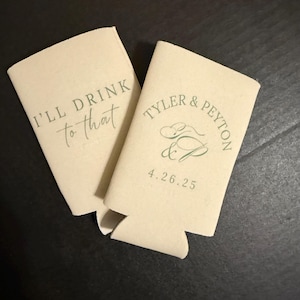 I'LL DRINK
to that
TYLER & PEYTON
T
& P
4.26.25